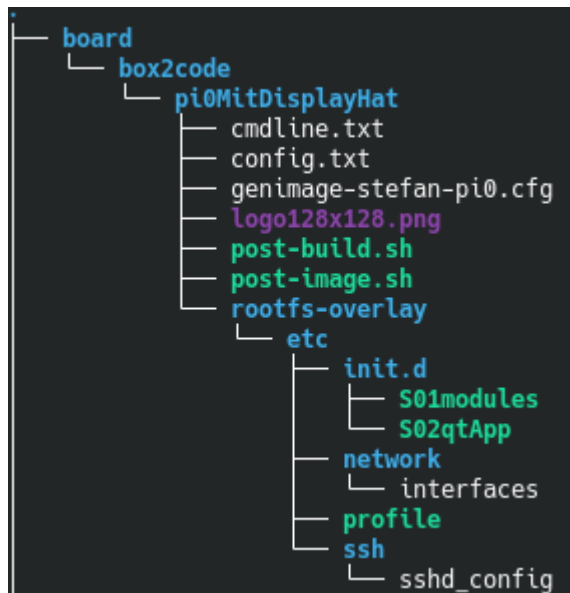 .
board
box2code
pi0MitDisplayHat
cmdline.txt
config.txt
genimage-stefan-pi0.cfg
logo128x128.png
post-build.sh
post-image.sh
rootfs-overlay
etc
init.d
S01modules
S02qtApp
network
interfaces
profile
ssh
sshd_config